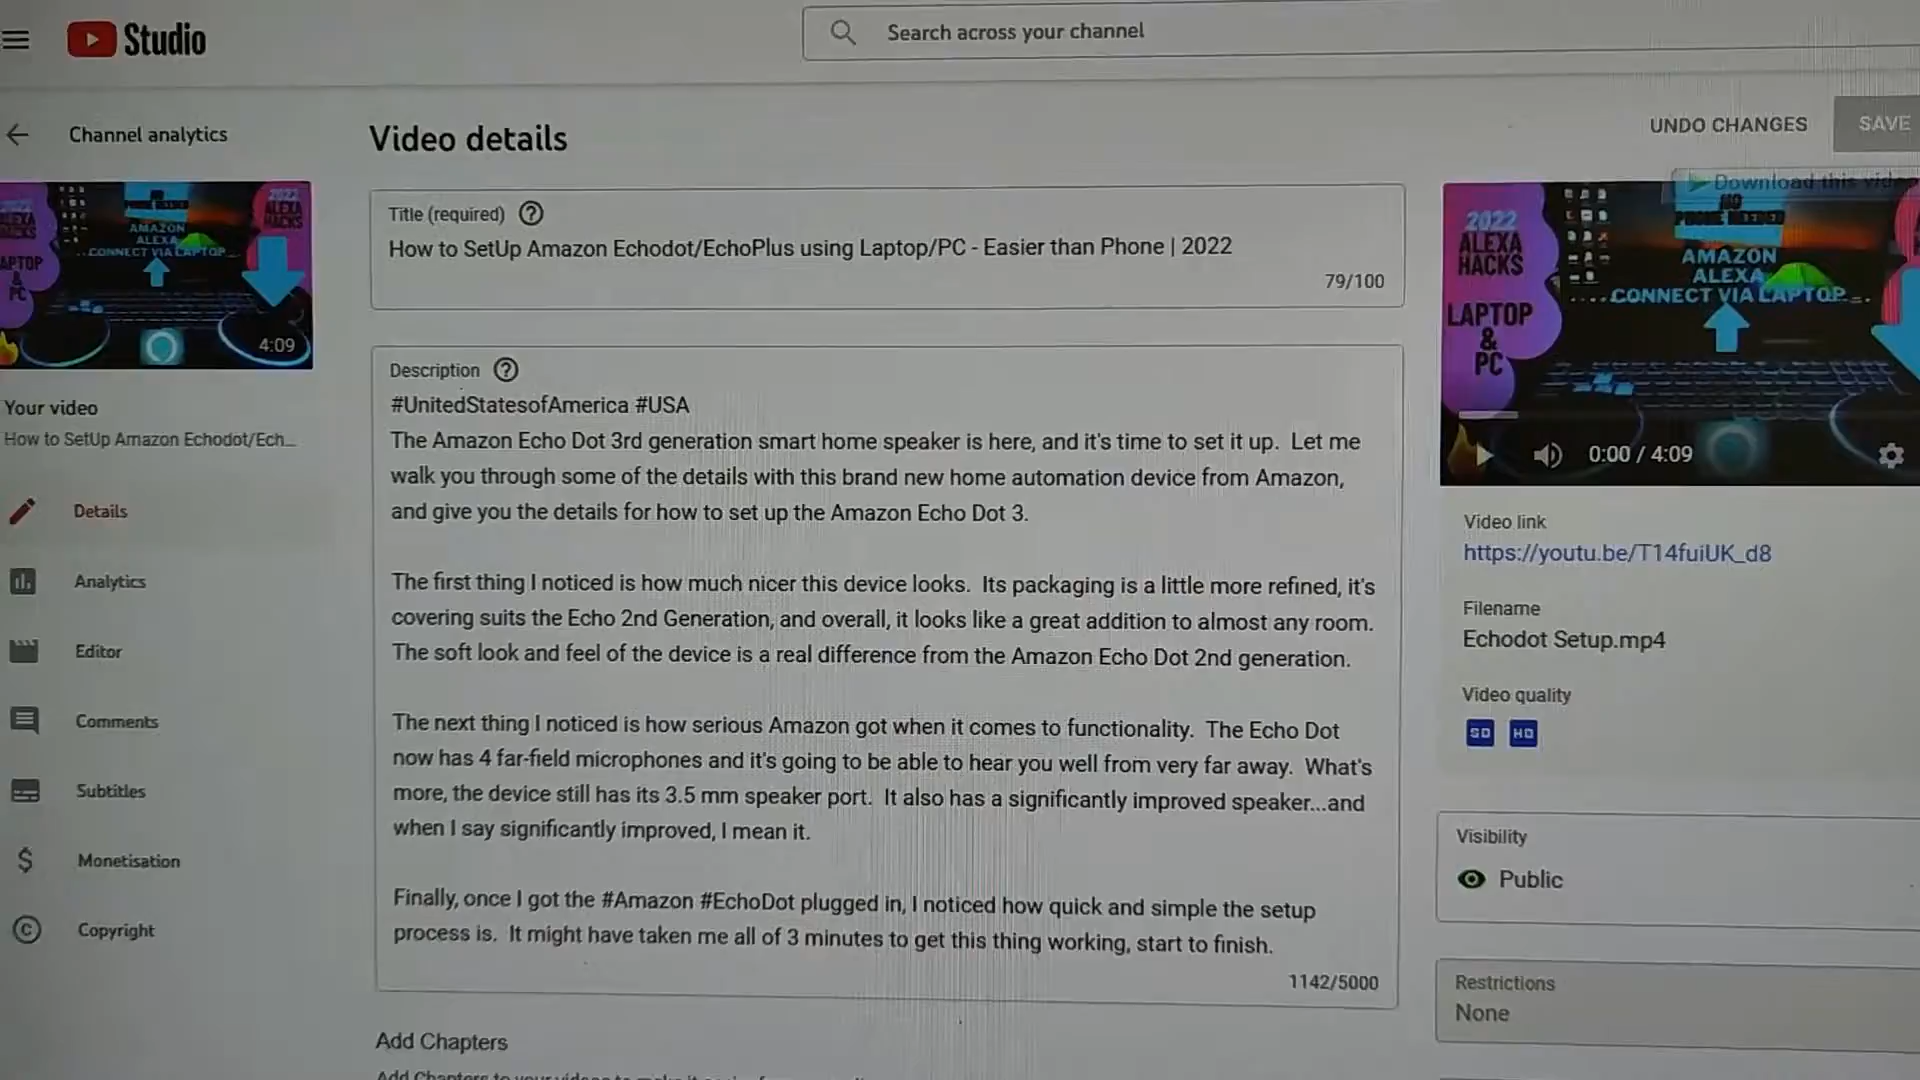 Studio
Search across your channel
Channel analytics
Video details
UNDO CHANGES
SAVE
Title (required)
How to SetUp Amazon Echodot/EchoPlus using Laptop/PC - Easier than Phone | 2022
79/100
2022
ALEXA
HACKS
AMAZON
ALEXA
CONNECT VIA LAPTOP
LAPTOP
&
PC
4:09
Download this video
2022
ALEXA
HACKS
AMAZON
ALEXA
....CONNECT VIA LAPTOP....
LAPTOP
&
PC
0:00 / 4:09
Description
#UnitedStatesofAmerica #USA
The Amazon Echo Dot 3rd generation smart home speaker is here, and it's time to set it up. Let me
walk you through some of the details with this brand new home automation device from Amazon,
and give you the details for how to set up the Amazon Echo Dot 3.
The first thing I noticed is how much nicer this device looks. Its packaging is a little more refined, it's
covering suits the Echo 2nd Generation, and overall, it looks like a great addition to almost any room.
The soft look and feel of the device is a real difference from the Amazon Echo Dot 2nd generation.
The next thing I noticed is how serious Amazon got when it comes to functionality. The Echo Dot
now has 4 far-field microphones and it's going to be able to hear you well from very far away. What's
more, the device still has its 3.5 mm speaker port. It also has a significantly improved speaker...and
when I say significantly improved, I mean it.
Finally, once I got the #Amazon #EchoDot plugged in, I noticed how quick and simple the setup
process is. It might have taken me all of 3 minutes to get this thing working, start to finish.
1142/5000
Your video
How to SetUp Amazon Echodot/Ech...
Details
Analytics
Editor
Comments
Subtitles
Monetisation
Copyright
Video link
https://youtu.be/T14fuiUK_d8
Filename
Echodot Setup.mp4
Video quality
SD HD
Visibility
Public
Restrictions
None
Add Chapters